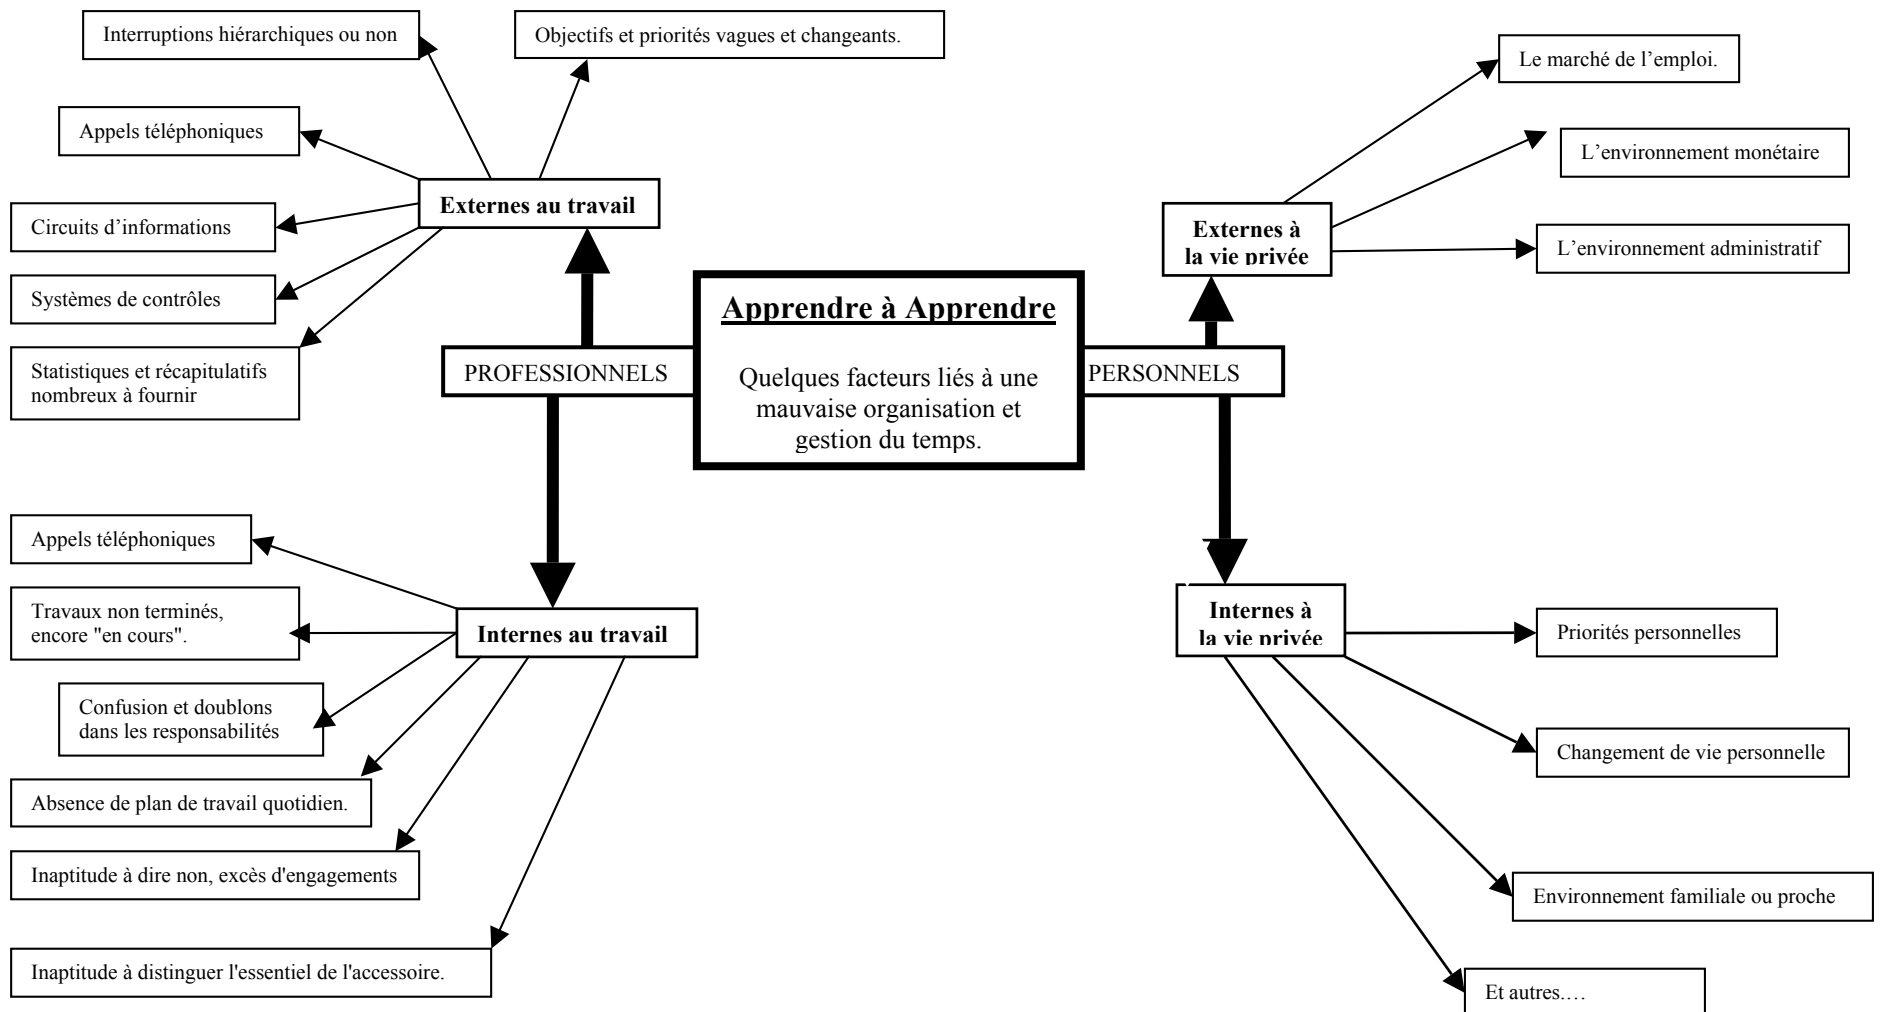 Interruptions hiérarchiques ou non
Objectifs et priorités vagues et changeants.
Appels téléphoniques
Externes au travail
Circuits d’informations
Systèmes de contrôles
Statistiques et récapitulatifs
nombreux à fournir
Le marché de l’emploi.
L’environnement monétaire
Externes à
la vie privée
L’environnement administratif
Apprendre à Apprendre
Quelques facteurs liés à une
mauvaise organisation et
gestion du temps.
PROFESSIONNELS
PERSONNELS
Appels téléphoniques
Travaux non terminés,
encore "en cours".
Internes au travail
Confusion et doublons
dans les responsabilités
Absence de plan de travail quotidien.
Inaptitude à dire non, excès d'engagements
Inaptitude à distinguer l'essentiel de l'accessoire.
Internes à
la vie privée
Priorités personnelles
Changement de vie personnelle
Environnement familiale ou proche
Et autres.…